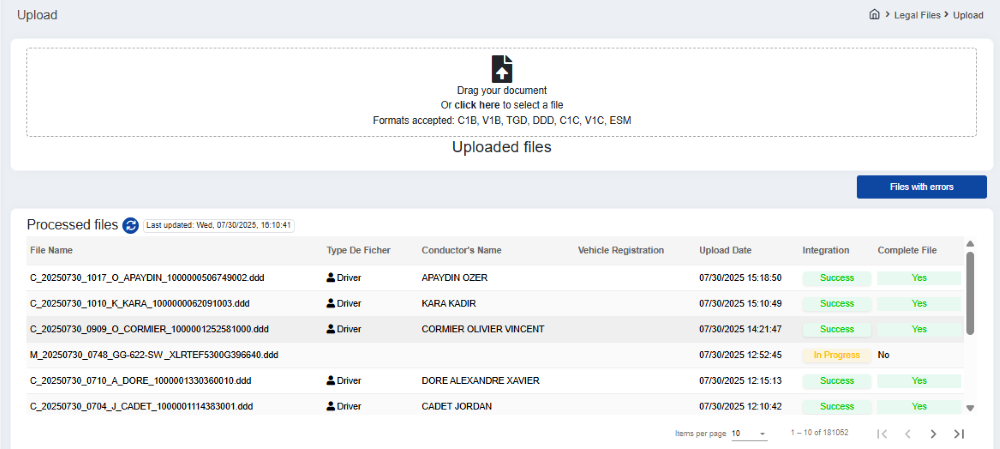 Upload
Legal Files > Upload
Drag your document
Or click here to select a file
Formats accepted: C1B, V1B, TGD, DDD, C1C, V1C, ESM
Uploaded files
Files with errors
Processed files Last updated: Wed, 07/30/2025, 16:10:41
File Name Type De Ficher Conductor's Name Vehicle Registration Upload Date Integration Complete File
C_20250730_1017_O_APAYDIN_1000000506749002.ddd Driver APAYDIN OZER 07/30/2025 15:18:50 Success Yes
C_20250730_1010_K_KARA_1000000062091003.ddd Driver KARA KADIR 07/30/2025 15:10:49 Success Yes
C_20250730_0909_O_CORMIER_1000001252581000.ddd Driver CORMIER OLIVIER VINCENT 07/30/2025 14:21:47 Success Yes
M_20250730_0748_GG-622-SW_XLRTEF5300G396640.ddd 07/30/2025 12:52:45 In Progress No
C_20250730_0710_A_DORE_1000001330360010.ddd Driver DORE ALEXANDRE XAVIER 07/30/2025 12:15:13 Success Yes
C_20250730_0704_J_CADET_1000001114383001.ddd Driver CADET JORDAN 07/30/2025 12:10:42 Success Yes
Items per page 10 1 – 10 of 181052